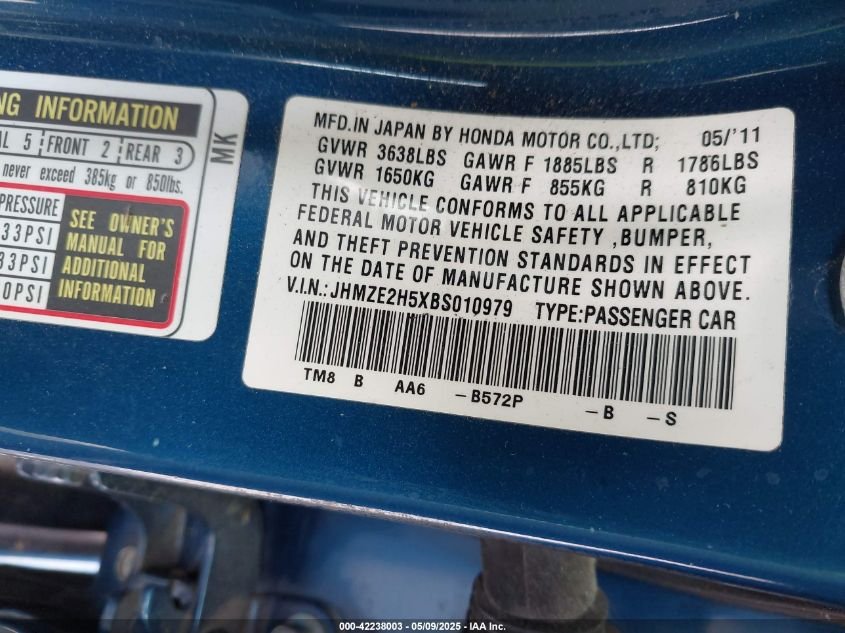 NG INFORMATION
AL 5 FRONT 2 REAR 3
never exceed 385kg or 850lbs.
PRESSURE
33PSI
33PSI
0PSI
SEE OWNER'S
MANUAL FOR
ADDITIONAL
INFORMATION
MK
MFD.IN JAPAN BY HONDA MOTOR CO.,LTD; 05/'11
GVWR 3638LBS GAWR F 1885LBS R 1786LBS
GVWR 1650KG GAWR F 855KG R 810KG
THIS VEHICLE CONFORMS TO ALL APPLICABLE
FEDERAL MOTOR VEHICLE SAFETY ,BUMPER,
AND THEFT PREVENTION STANDARDS IN EFFECT
ON THE DATE OF MANUFACTURE SHOWN ABOVE.
V.I.N.:JHMZE2H5XBS010979 TYPE:PASSENGER CAR
TM8 B AA6 -B572P -B -S
000-42238003 - 05/09/2025 - IAA Inc.